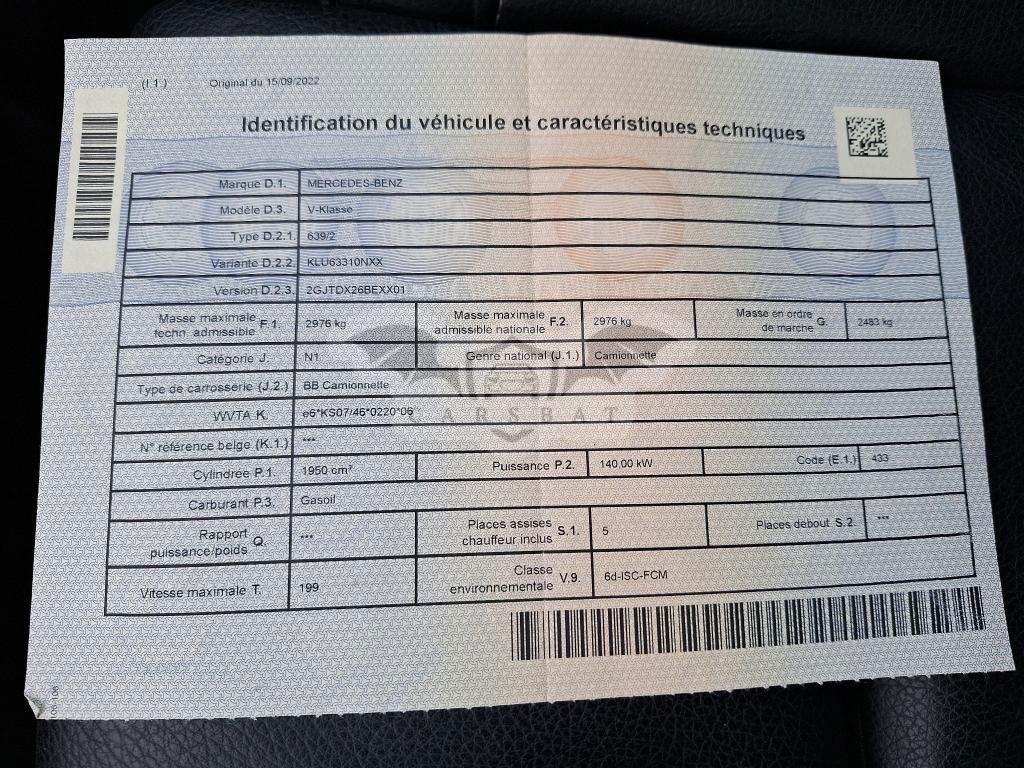 (I.1.) Original du 15/09/2022
Identification du véhicule et caractéristiques techniques
Marque D.1. MERCEDES-BENZ
Modèle D.3. V-Klasse
Type D.2.1. 639/2
Variante D.2.2. KLU63310NXX
Version D.2.3. 2GJTDX26BEXX01
Masse maximale techn. admissible F.1. 2976 kg Masse maximale admissible nationale F.2. 2976 kg Masse en ordre de marche G. 2483 kg
Catégorie J. N1 Genre national (J.1.) Camionnette
Type de carrosserie (J.2.) BB Camionnette
WVTA K. e6*KS07/46*0220*06
CARSBAT
N° référence belge (K.1.) ***
Cylindrée P.1. 1950 cm³ Puissance P.2. 140,00 kW Code (E.1.) 433
Carburant P.3. Gasoil
Rapport puissance/poids Q. *** Places assises chauffeur inclus S.1. 5 Places debout S.2. ***
Vitesse maximale T. 199 Classe environnementale V.9. 6d-ISC-FCM